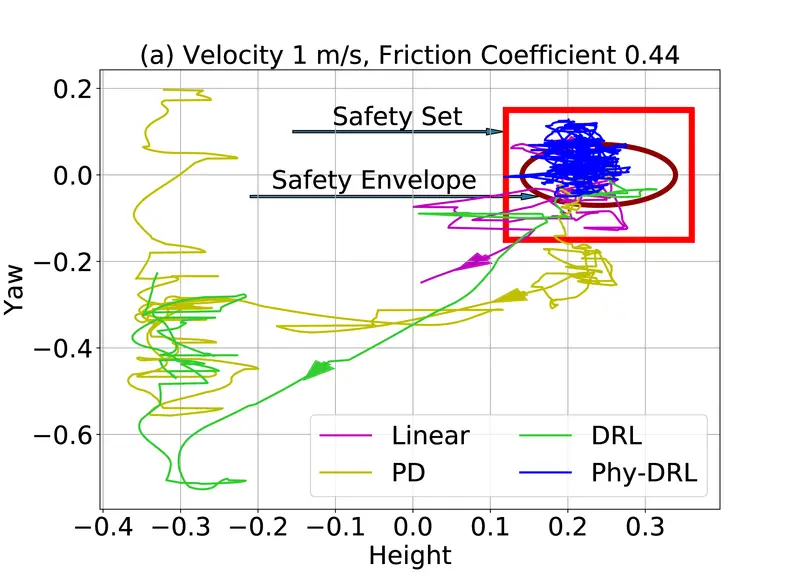 (a) Velocity 1 m/s, Friction Coefficient 0.44
0.2
0.0
−0.2
−0.4
−0.6
Yaw
Safety Set
Safety Envelope
Linear
PD
DRL
Phy-DRL
−0.4 −0.3 −0.2 −0.1 0.0 0.1 0.2 0.3
Height